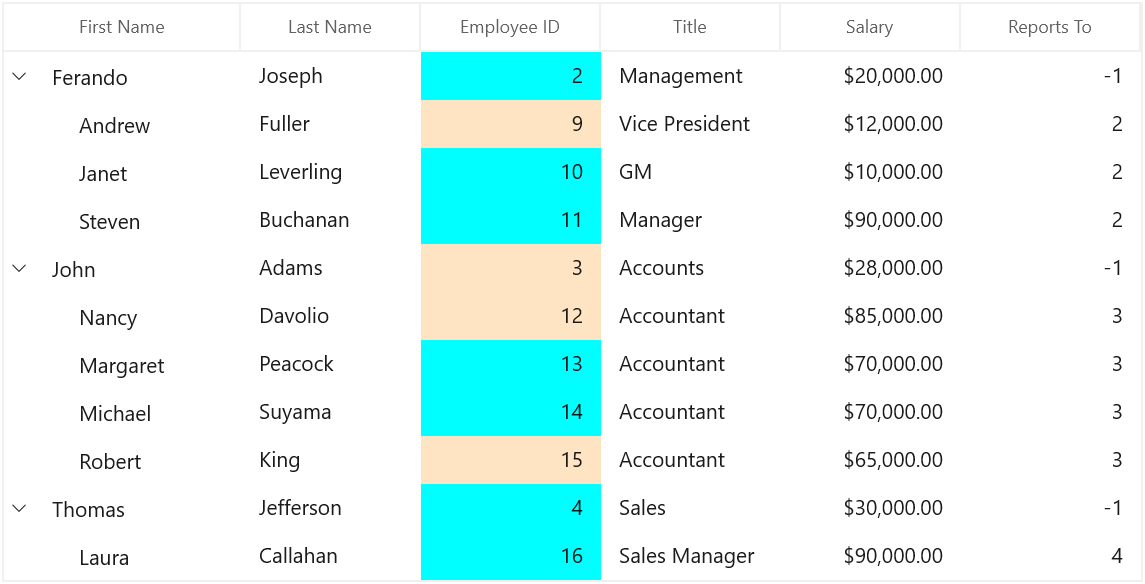 First Name Last Name Employee ID Title Salary Reports To
Ferando Joseph 2 Management $20,000.00 -1
Andrew Fuller 9 Vice President $12,000.00 2
Janet Leverling 10 GM $10,000.00 2
Steven Buchanan 11 Manager $90,000.00 2
John Adams 3 Accounts $28,000.00 -1
Nancy Davolio 12 Accountant $85,000.00 3
Margaret Peacock 13 Accountant $70,000.00 3
Michael Suyama 14 Accountant $70,000.00 3
Robert King 15 Accountant $65,000.00 3
Thomas Jefferson 4 Sales $30,000.00 -1
Laura Callahan 16 Sales Manager $90,000.00 4